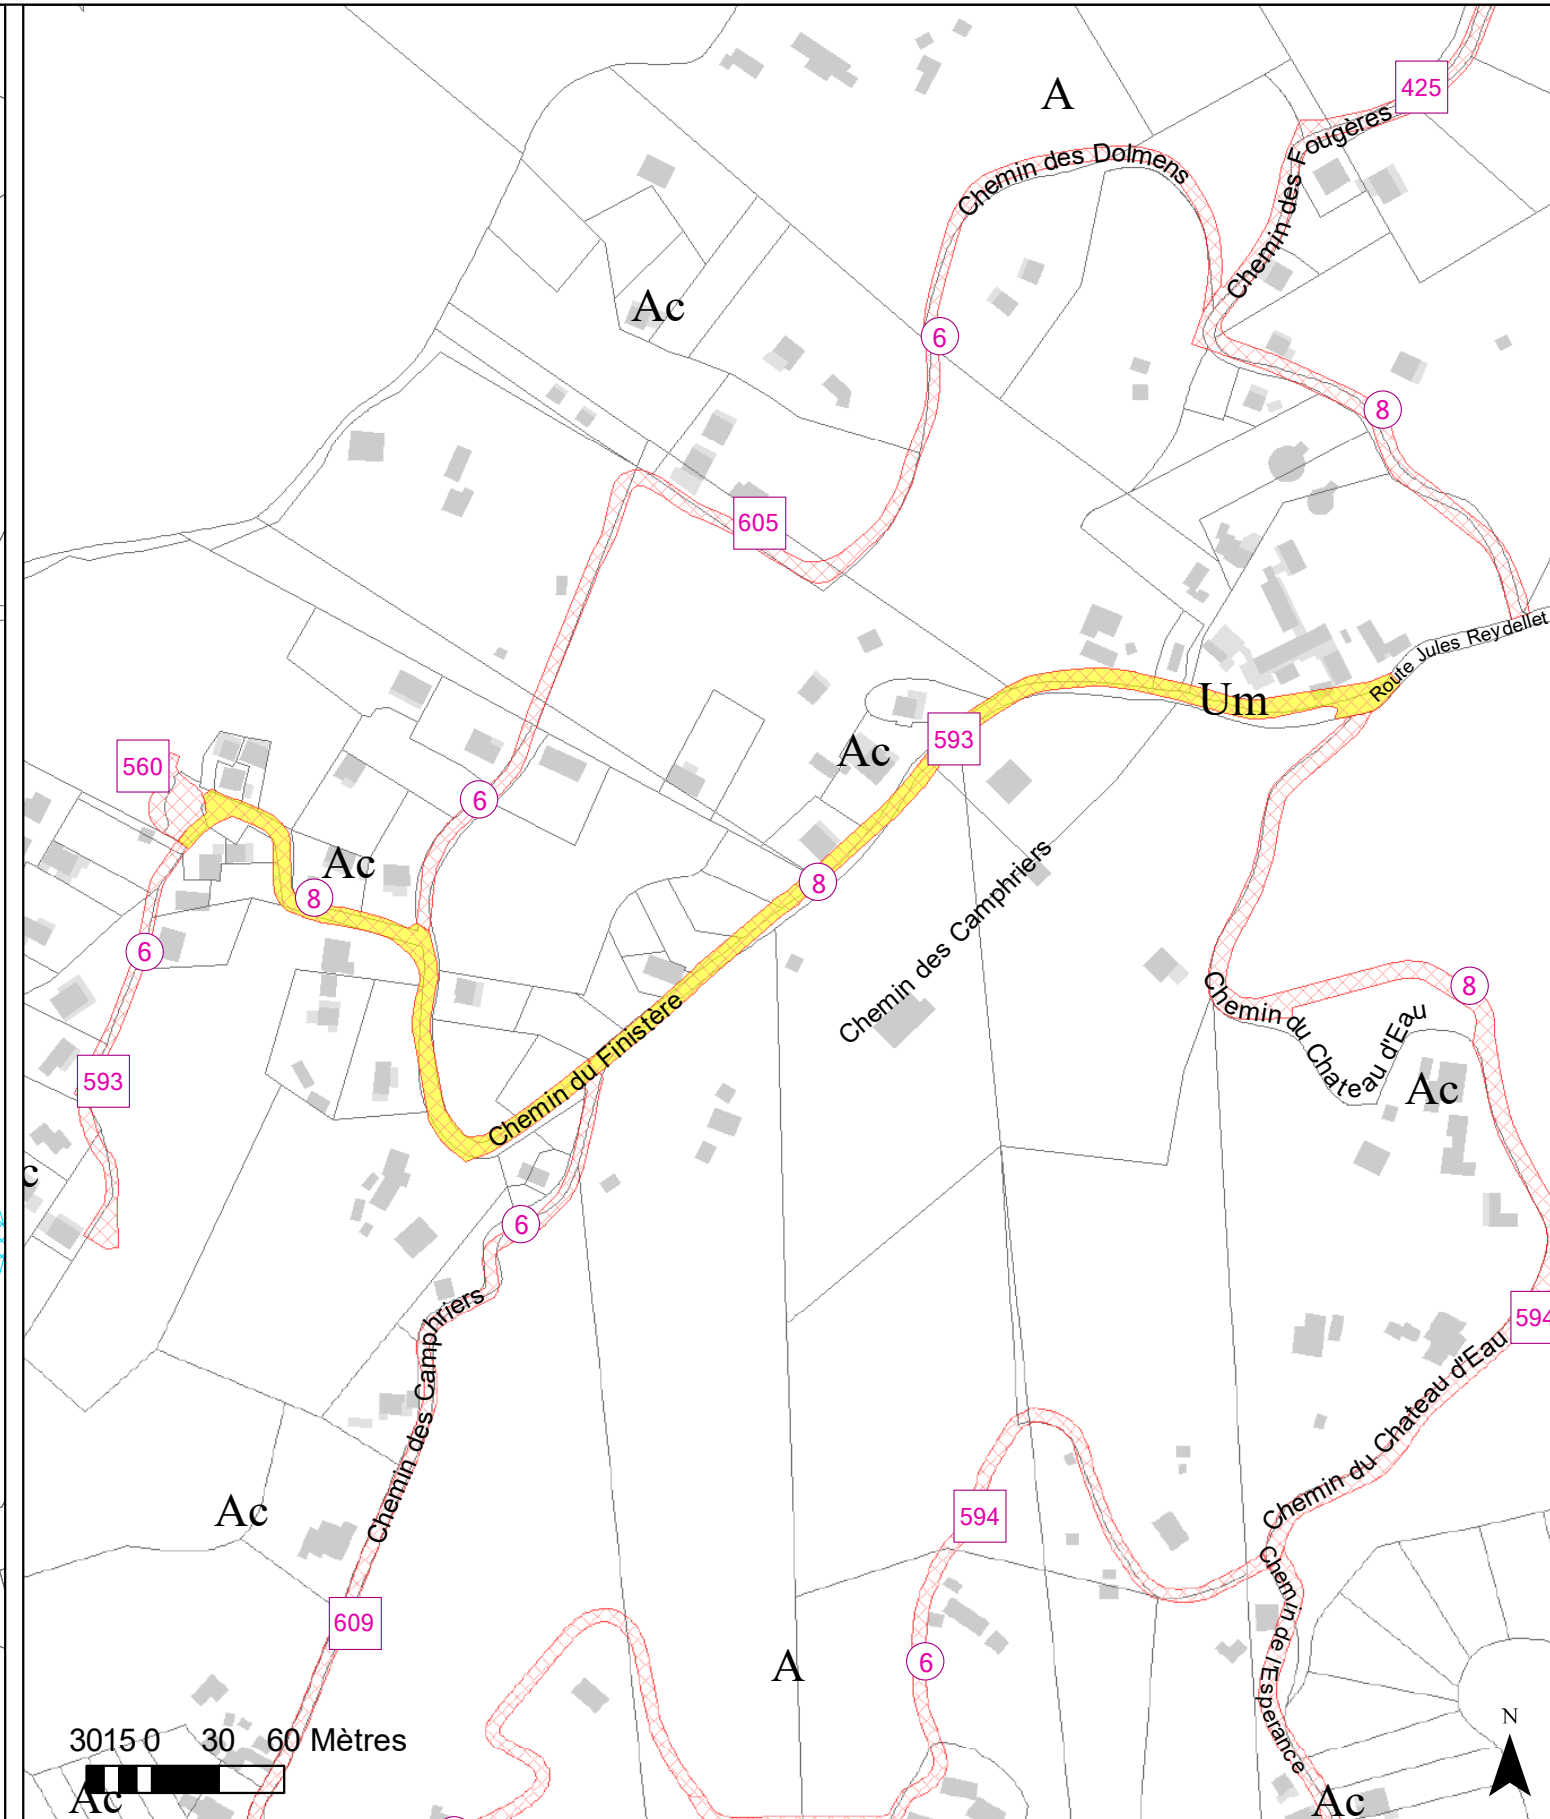 425
A
Chemin des Dolmens
Chemin des Fougères
Ac
6
8
605
Route Jules Reydellet
Um
593
Ac
560
6
Ac
8
8
Chemin des Camphriers
6
8
Chemin du Chateau d'Eau
Chemin du Finistère
593
Ac
c
6
Chemin des Camphriers
594
Chemin du Chateau d'Eau
Ac
594
Chemin de l'Esperance
609
A
6
N
3015 0 30 60 Mètres
Ac
Ac